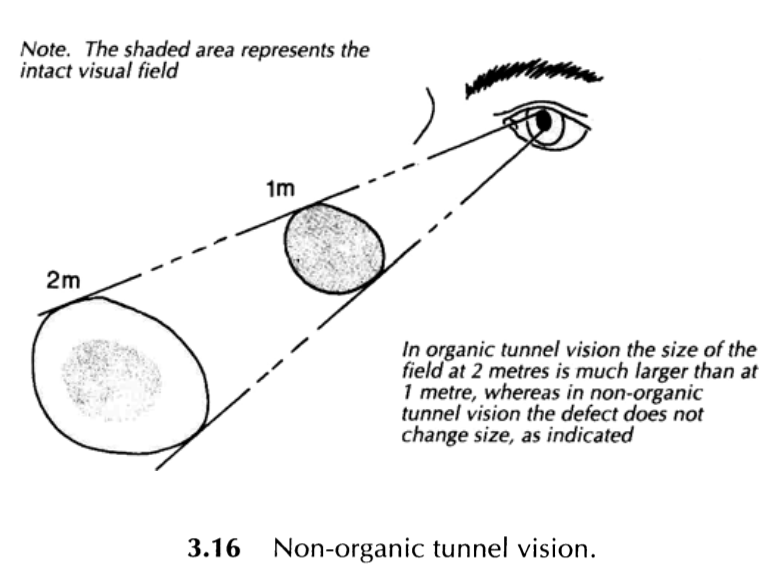 Note. The shaded area represents the
intact visual field
1m
2m
In organic tunnel vision the size of the
field at 2 metres is much larger than at
1 metre, whereas in non-organic
tunnel vision the defect does not
change size, as indicated
3.16 Non-organic tunnel vision.